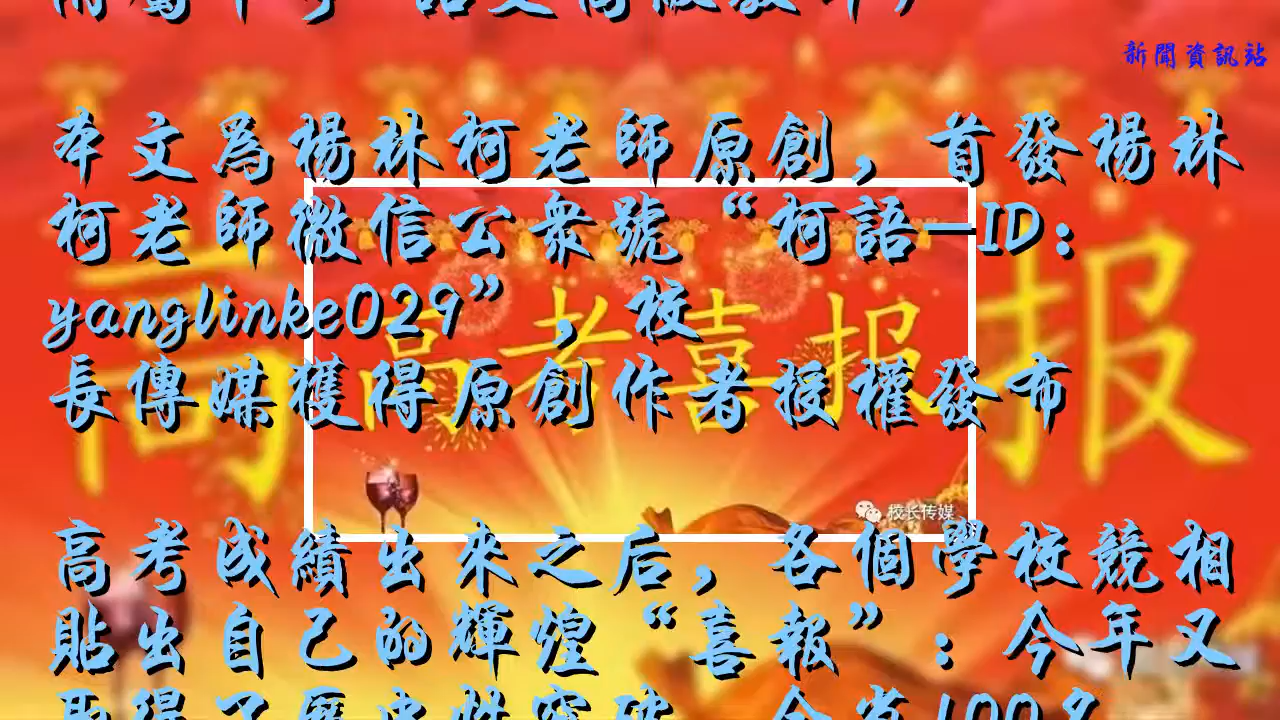 新聞資訊站
本文爲楊林柯老師原創，首發楊林
柯老師微信公衆號“柯語—ID：
yanglinke029”，校
長傳媒獲得原創作者授權發布
高考喜报
校长传媒
高考成績出來之后，各個學校競相
貼出自己的輝煌“喜報”：今年又